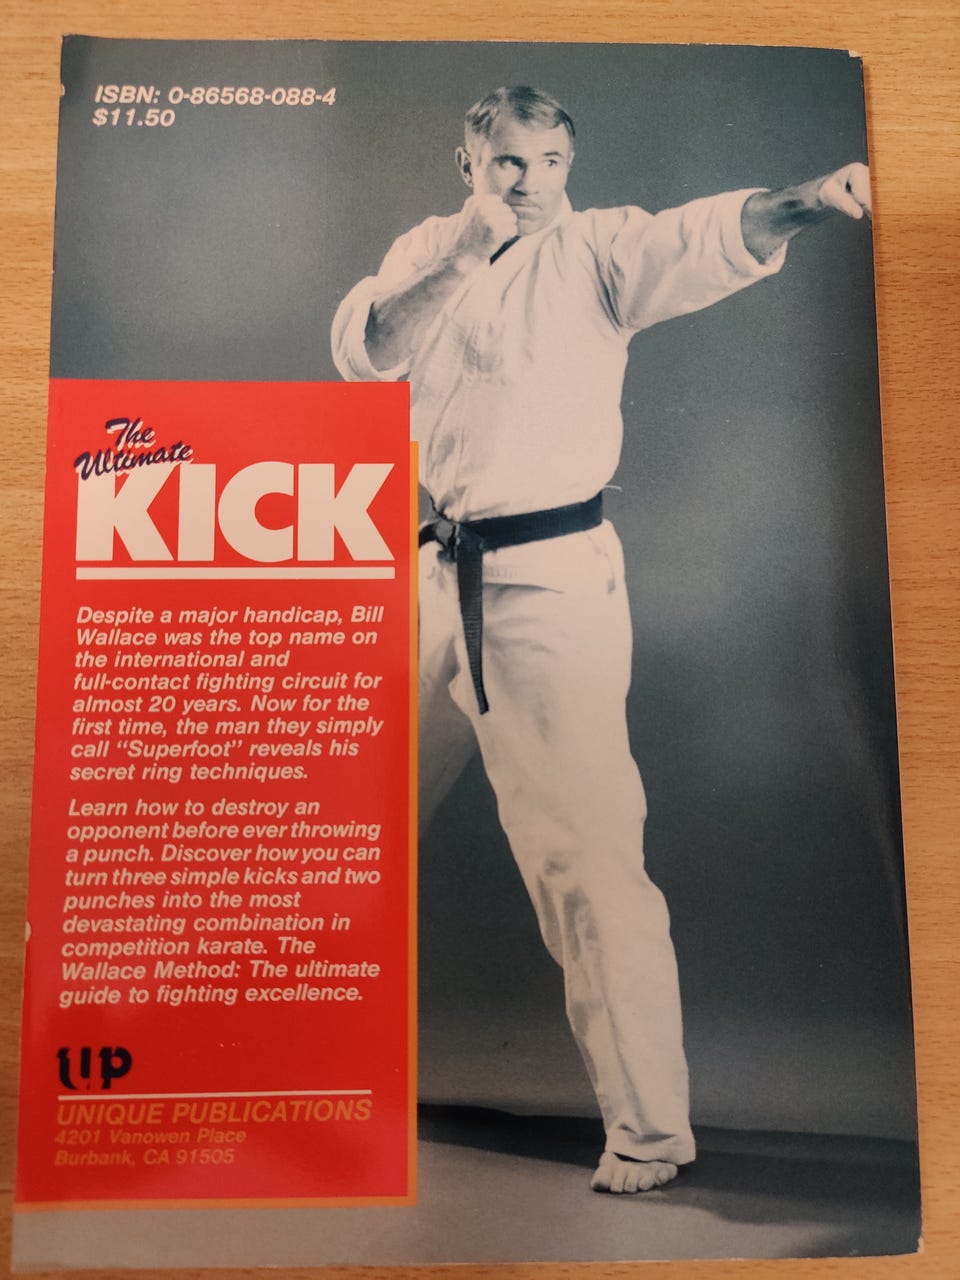 ISBN: 0-86568-088-4
$11.50
The
Ultimate
KICK
Despite a major handicap, Bill
Wallace was the top name on
the international and
full-contact fighting circuit for
almost 20 years. Now for the
first time, the man they simply
call “Superfoot” reveals his
secret ring techniques.
Learn how to destroy an
opponent before ever throwing
a punch. Discover how you can
turn three simple kicks and two
punches into the most
devastating combination in
competition karate. The
Wallace Method: The ultimate
guide to fighting excellence.
up
UNIQUE PUBLICATIONS
4201 Vanowen Place
Burbank, CA 91505